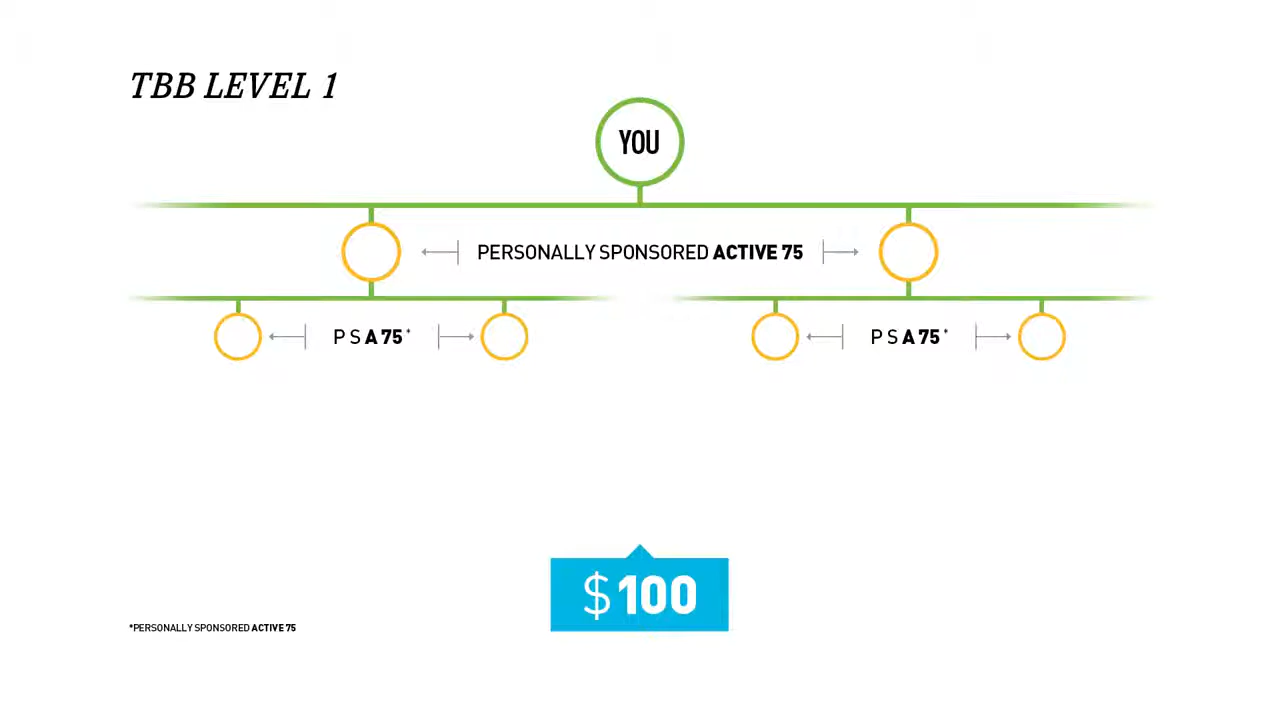 TBB LEVEL 1
YOU
PERSONALLY SPONSORED ACTIVE 75
P S A 75*
P S A 75*
$100
*PERSONALLY SPONSORED ACTIVE 75